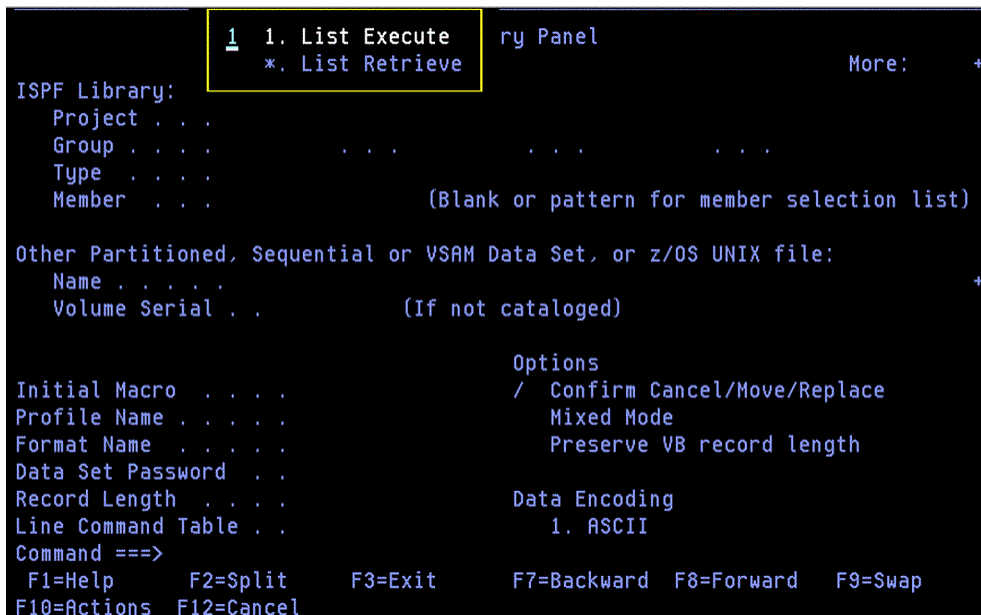 1 1. List Execute ry Panel
*. List Retrieve More: +
ISPF Library:
Project . . .
Group . . . . . . . . . . . . .
Type . . . .
Member . . . (Blank or pattern for member selection list)
Other Partitioned, Sequential or VSAM Data Set, or z/OS UNIX file:
Name . . . . . +
Volume Serial . . (If not cataloged)
Options
Initial Macro . . . . / Confirm Cancel/Move/Replace
Profile Name . . . . . Mixed Mode
Format Name . . . . . Preserve VB record length
Data Set Password . .
Record Length . . . . Data Encoding
Line Command Table . . 1. ASCII
Command ===>
F1=Help F2=Split F3=Exit F7=Backward F8=Forward F9=Swap
F10=Actions F12=Cancel